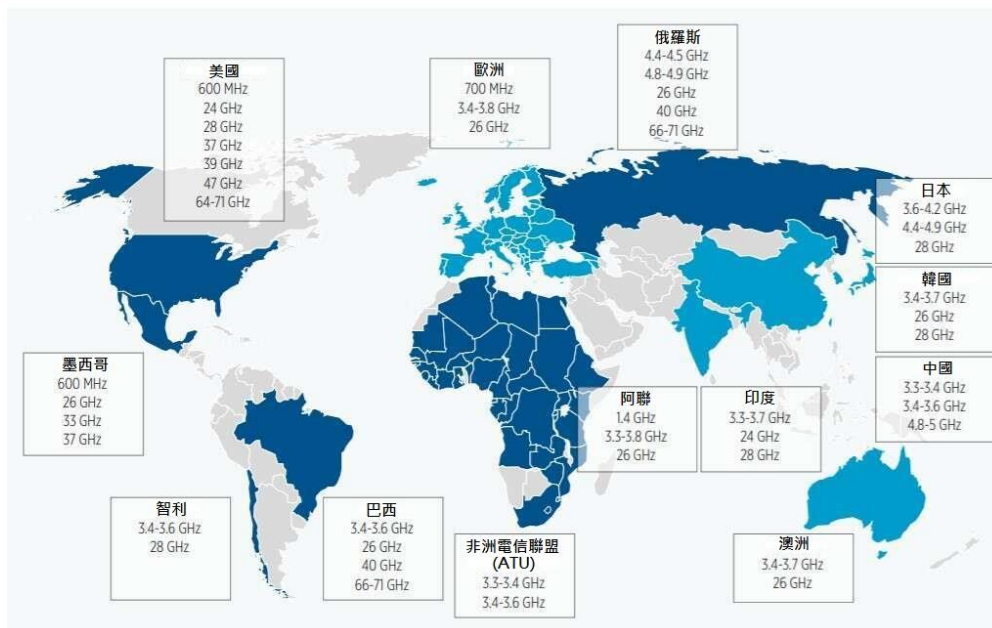 美國
600 MHz
24 GHz
28 GHz
37 GHz
39 GHz
47 GHz
64-71 GHz
歐洲
700 MHz
3.4-3.8 GHz
26 GHz
俄羅斯
4.4-4.5 GHz
4.8-4.9 GHz
26 GHz
40 GHz
66-71 GHz
日本
3.6-4.2 GHz
4.4-4.9 GHz
28 GHz
韓國
3.4-3.7 GHz
26 GHz
28 GHz
墨西哥
600 MHz
26 GHz
33 GHz
37 GHz
阿聯
1.4 GHz
3.3-3.8 GHz
26 GHz
印度
3.3-3.7 GHz
24 GHz
28 GHz
中國
3.3-3.4 GHz
3.4-3.6 GHz
4.8-5 GHz
智利
3.4-3.6 GHz
28 GHz
巴西
3.4-3.6 GHz
26 GHz
40 GHz
66-71 GHz
非洲電信聯盟
(ATU)
3.3-3.4 GHz
3.4-3.6 GHz
澳洲
3.4-3.7 GHz
26 GHz